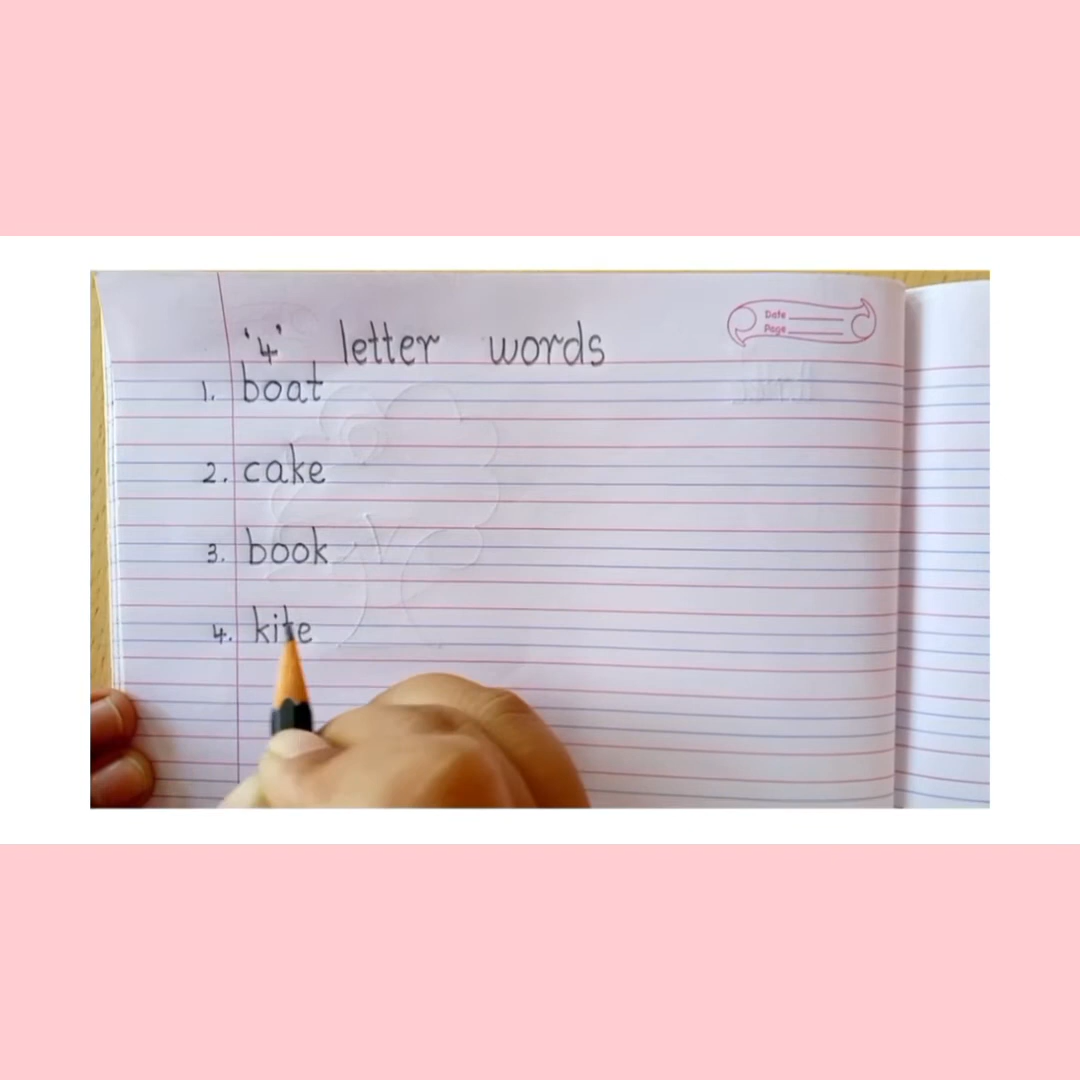 '4' letter words
Date
Page
1. boat
2. cake
3. book
4. kite